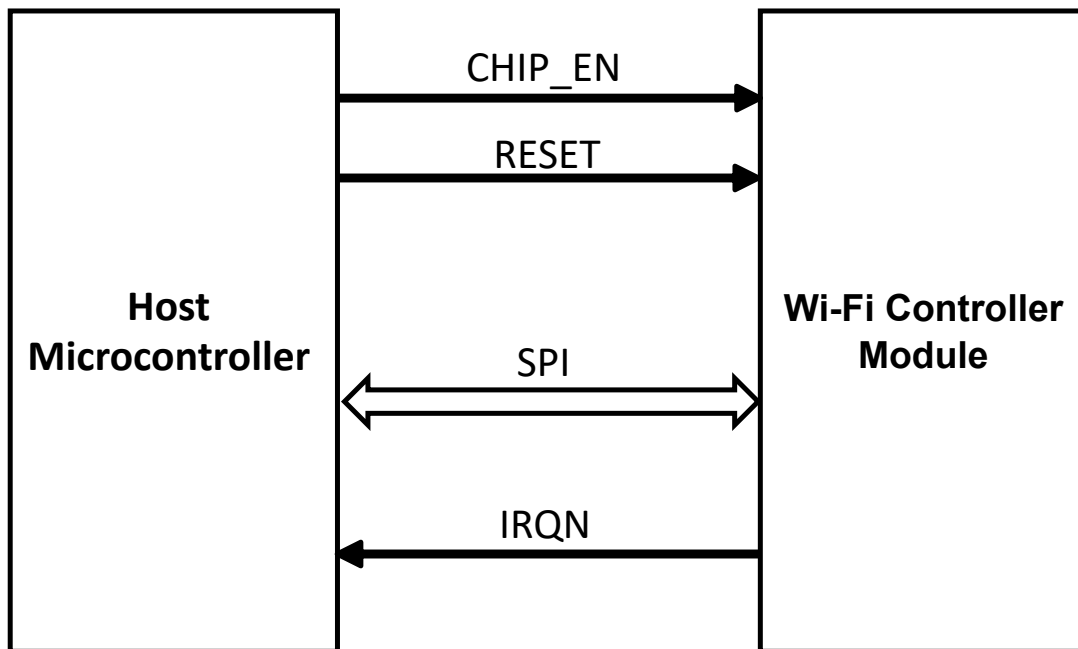 CHIP_EN
RESET
Host
Microcontroller
Wi-Fi Controller
Module
SPI
IRQN